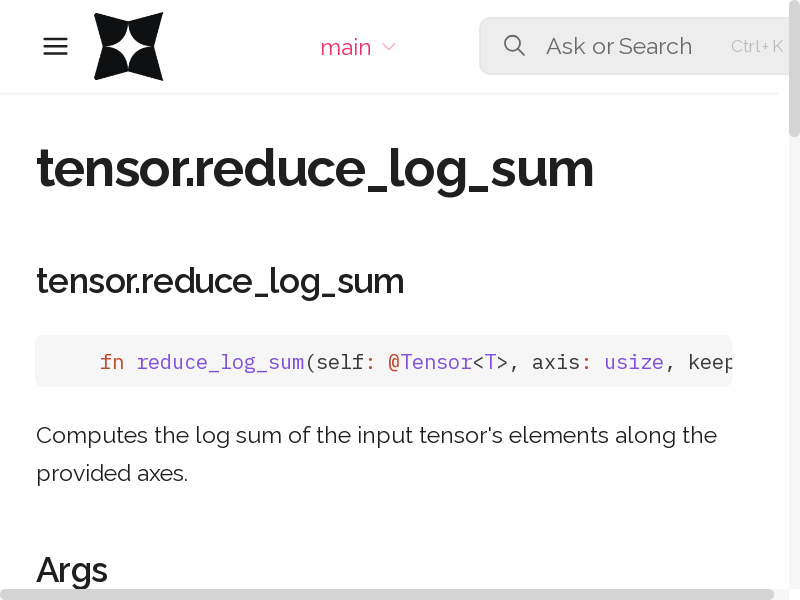 main
Ask or Search
Ctrl+K
tensor.reduce_log_sum
tensor.reduce_log_sum
fn reduce_log_sum(self: @Tensor<T>, axis: usize, keep
Computes the log sum of the input tensor's elements along the
provided axes.
Args